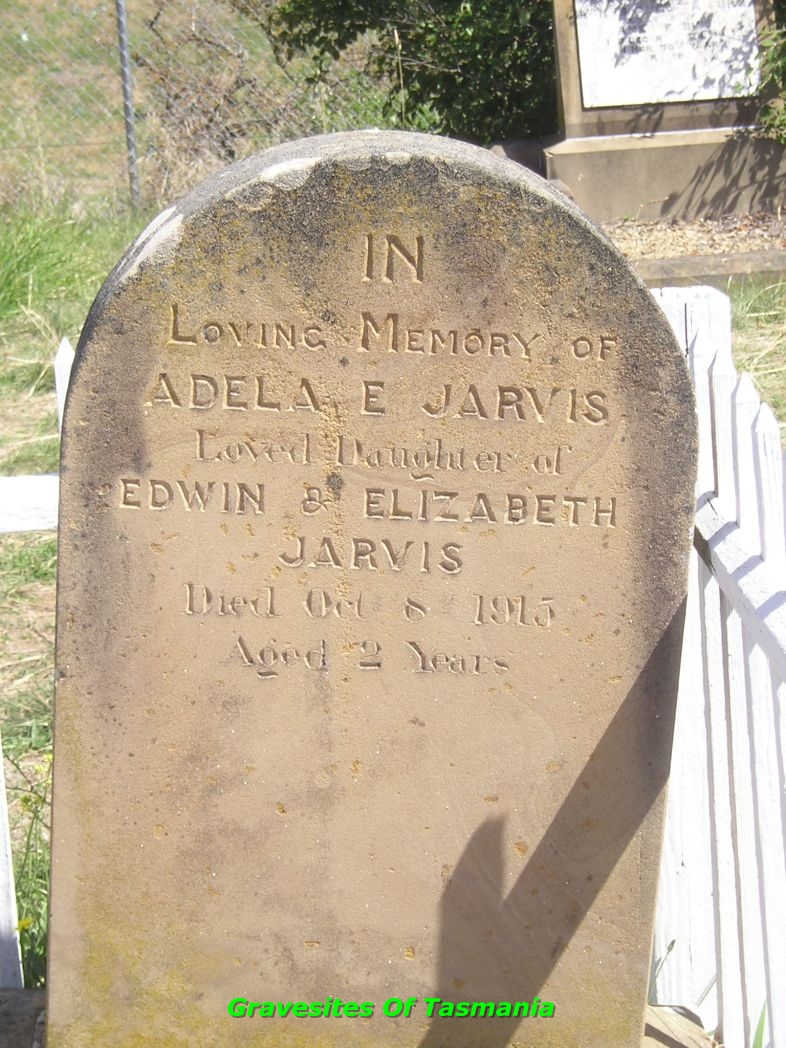 IN
LOVING MEMORY OF
ADELA E JARVIS
Loved Daughter of
EDWIN & ELIZABETH
JARVIS
Died Oct 8 1915
Aged 2 Years
Gravesites Of Tasmania